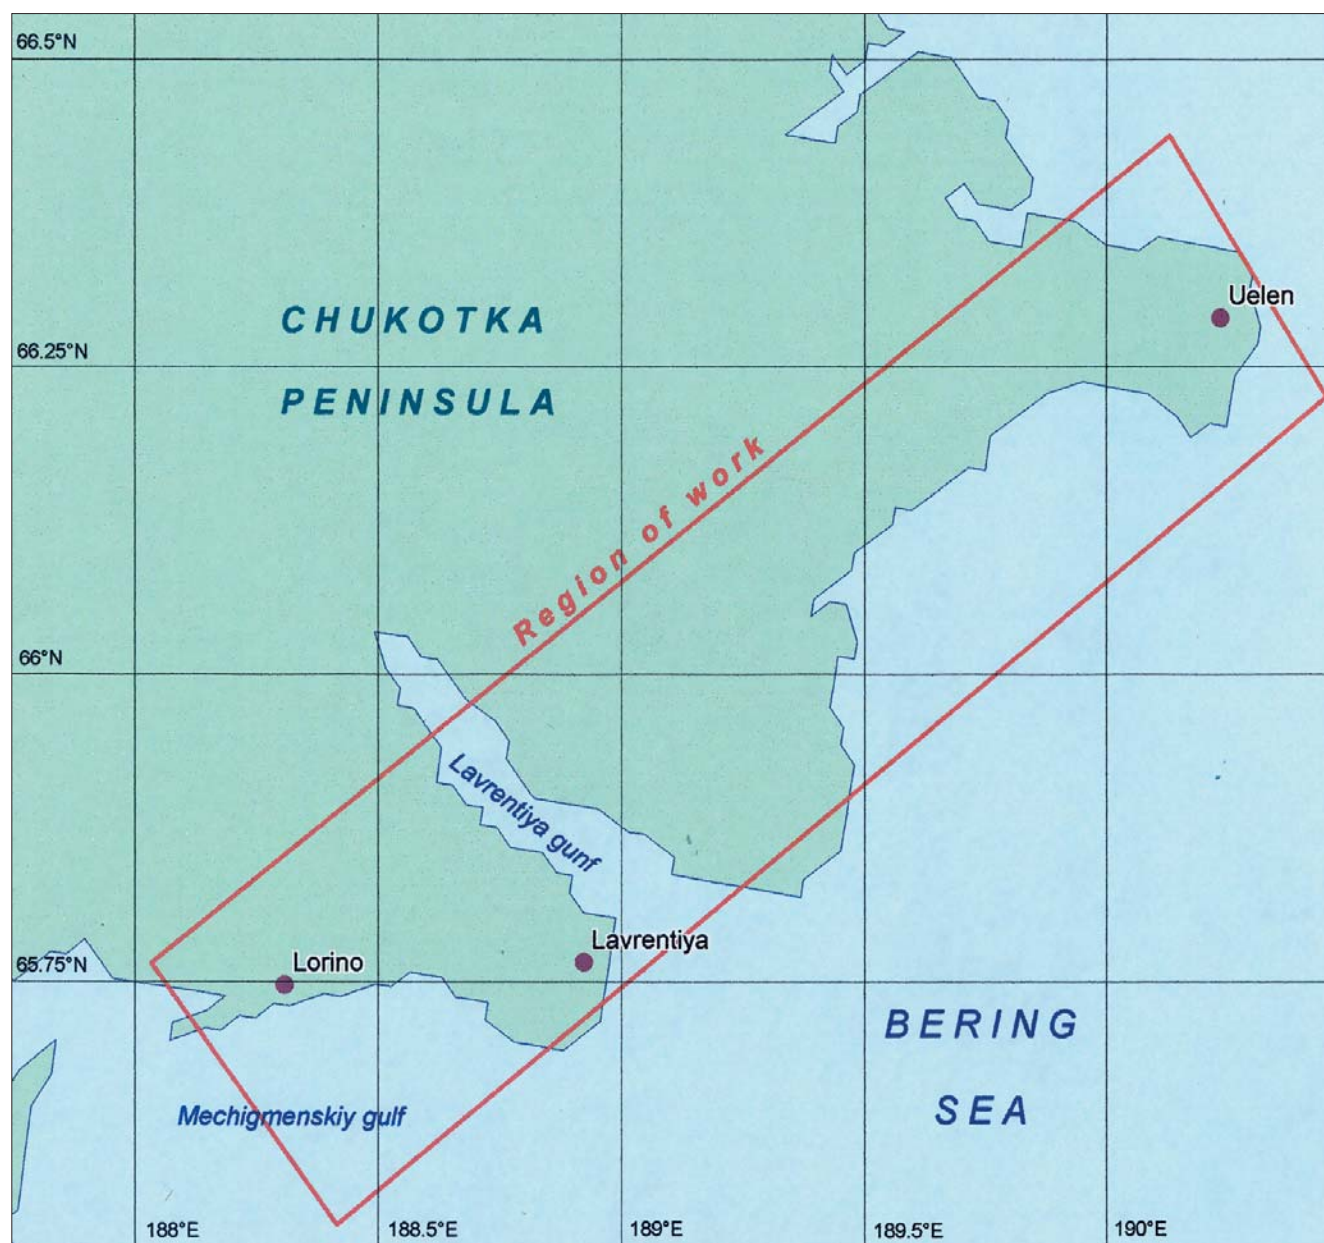 66.5°N
Uelen
CHUKOTKA
PENINSULA
66.25°N
Region of work
66°N
Lavrentiya gunf
Lavrentiya
65.75°N
Lorino
BERING
SEA
Mechigmenskiy gulf
188°E
188.5°E
189°E
189.5°E
190°E